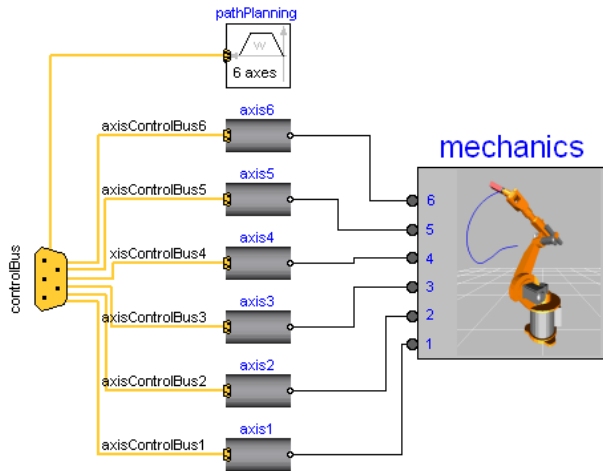 pathPlanning
w
6 axes
axis6
axisControlBus6
mechanics
axis5
axisControlBus5
6
5
axis4
xisControlBus4
4
controlBus
axis3
3
axisControlBus3
2
axis2
1
axisControlBus2
axis1
axisControlBus1